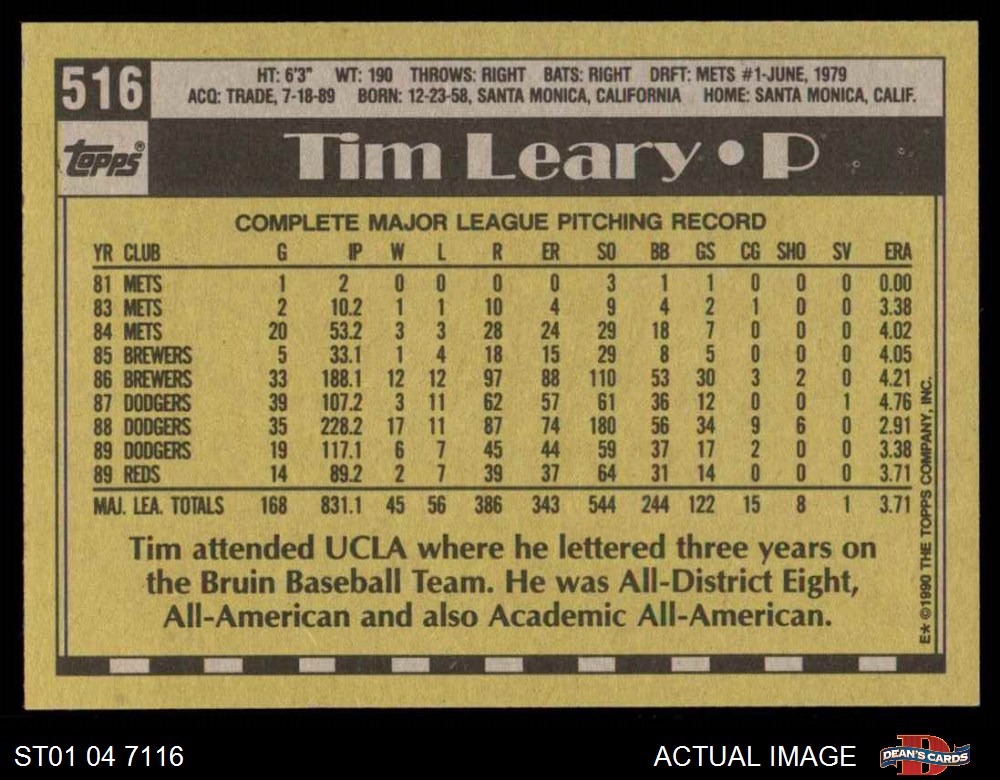 516
HT: 6'3" WT: 190 THROWS: RIGHT BATS: RIGHT DRFT: METS #1-JUNE, 1979
ACQ: TRADE, 7-18-89 BORN: 12-23-58, SANTA MONICA, CALIFORNIA HOME: SANTA MONICA, CALIF.
Topps®
Tim Leary • P
COMPLETE MAJOR LEAGUE PITCHING RECORD
YR CLUB G IP W L R ER SO BB GS CG SHO SV ERA
81 METS 1 2 0 0 0 0 3 1 1 0 0 0 0.00
83 METS 2 10.2 1 1 10 4 9 4 2 1 0 0 3.38
84 METS 20 53.2 3 3 28 24 29 18 7 0 0 0 4.02
85 BREWERS 5 33.1 1 4 18 15 29 8 5 0 0 0 4.05
86 BREWERS 33 188.1 12 12 97 88 110 53 30 3 2 0 4.21
87 DODGERS 39 107.2 3 11 62 57 61 36 12 0 0 1 4.76
88 DODGERS 35 228.2 17 11 87 74 180 56 34 9 6 0 2.91
89 DODGERS 19 117.1 6 7 45 44 59 37 17 2 0 0 3.38
89 REDS 14 89.2 2 7 39 37 64 31 14 0 0 0 3.71
MAJ. LEA. TOTALS 168 831.1 45 56 386 343 544 244 122 15 8 1 3.71
Tim attended UCLA where he lettered three years on
the Bruin Baseball Team. He was All-District Eight,
All-American and also Academic All-American.
E* © 1990 THE TOPPS COMPANY, INC.
ST01 04 7116
ACTUAL IMAGE
D
DEAN'S CARDS